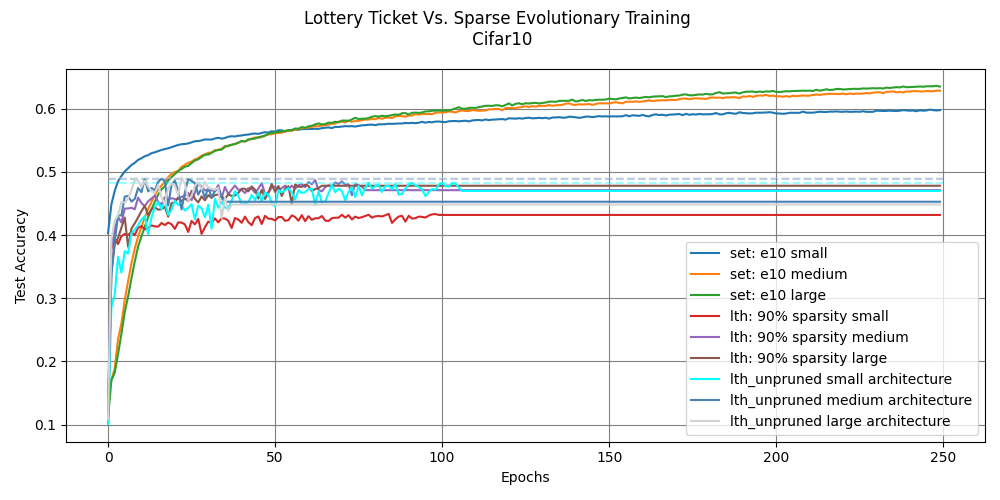 Lottery Ticket Vs. Sparse Evolutionary Training
Cifar10
0.6
0.5
0.4
0.3
0.2
0.1
Test Accuracy
set: e10 small
set: e10 medium
set: e10 large
lth: 90% sparsity small
lth: 90% sparsity medium
lth: 90% sparsity large
lth_unpruned small architecture
lth_unpruned medium architecture
lth_unpruned large architecture
0 50 100 150 200 250
Epochs